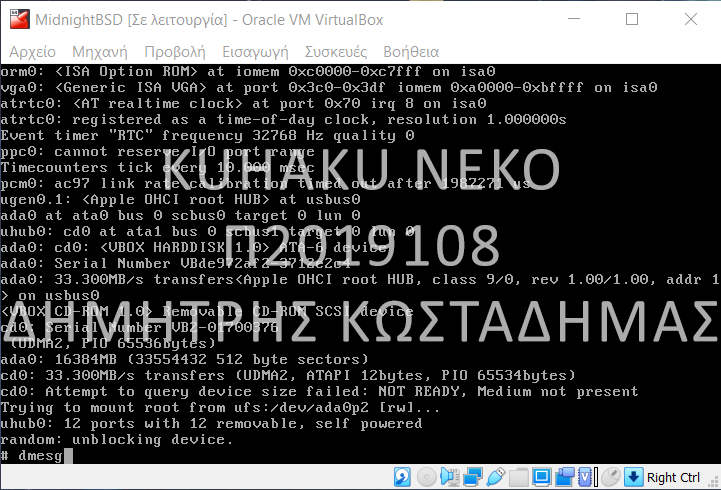 MidnightBSD [Σε λειτουργία] - Oracle VM VirtualBox
Αρχείο Μηχανή Προβολή Εισαγωγή Συσκευές Βοήθεια
orm0: <ISA Option ROM> at iomem 0xc0000-0xc7fff on isa0
vga0: <Generic ISA VGA> at port 0x3c0-0x3df iomem 0xa0000-0xbffff on isa0
atrtc0: <AT realtime clock> at port 0x70 irq 8 on isa0
atrtc0: registered as a time-of-day clock, resolution 1.000000s
Event timer "RTC" frequency 32768 Hz quality 0
ppc0: cannot reserve I/O port range
Timecounters tick every 10.000 msec
KUHAKU NEKO
pcm0: ac97 link rate calibration timed out after 1982271 us
ugen0.1: <Apple OHCI root HUB> at usbus0
ada0 at ata0 bus 0 scbus0 target 0 lun 0
uhub0: cd0 at ata1 bus 0 scbus1 target 0 lun 0
Π2019108
ada0: cd0: <VBOX HARDDISK 1.0> ATA-6 device
ada0: Serial Number VBde972af2-3712e2c4
ada0: 33.300MB/s transfers<Apple OHCI root HUB, class 9/0, rev 1.00/1.00, addr 1
> on usbus0
<VBOX CD-ROM 1.0> Removable CD-ROM SCSI device
ΔΗΜΗΤΡΗΣ ΚΩΣΤΑΔΗΜΑΣ
cd0: Serial Number VB2-01700376
(UDMA2, PIO 65536bytes)
ada0: 16384MB (33554432 512 byte sectors)
cd0: 33.300MB/s transfers (UDMA2, ATAPI 12bytes, PIO 65534bytes)
cd0: Attempt to query device size failed: NOT READY, Medium not present
Trying to mount root from ufs:/dev/ada0p2 [rw]...
uhub0: 12 ports with 12 removable, self powered
random: unblocking device.
# dmesg
Right Ctrl